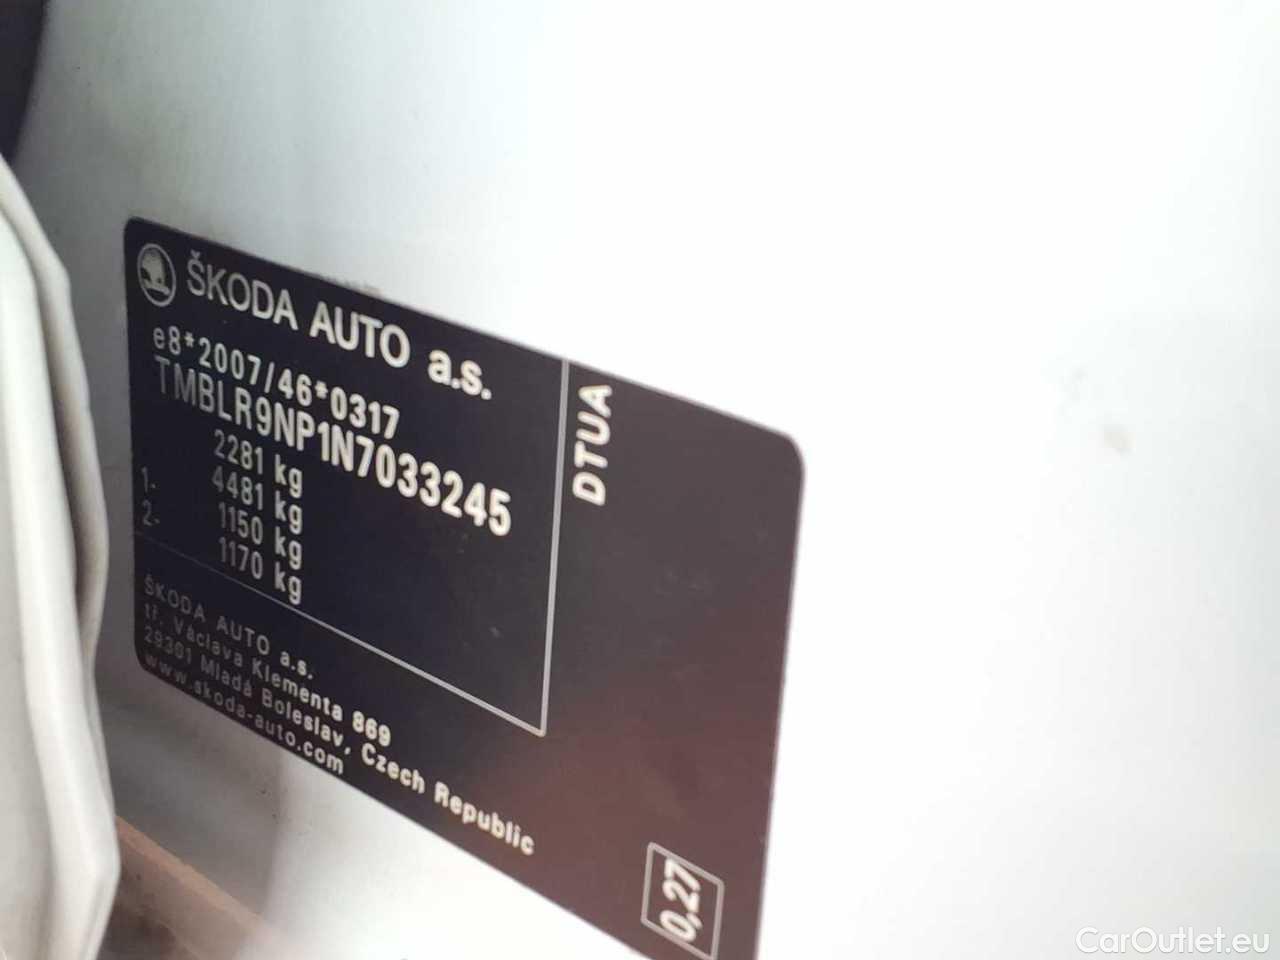 ŠKODA AUTO a.s.
e8*2007/46*0317
TMBLR9NP1N7033245
2281 kg
4481 kg
1- 1150 kg
2- 1170 kg
DTUA
ŠKODA AUTO a.s.
tř. Václava Klementa 869
29301 Mladá Boleslav, Czech Republic
www.skoda-auto.com
0,27
CarOutlet.eu